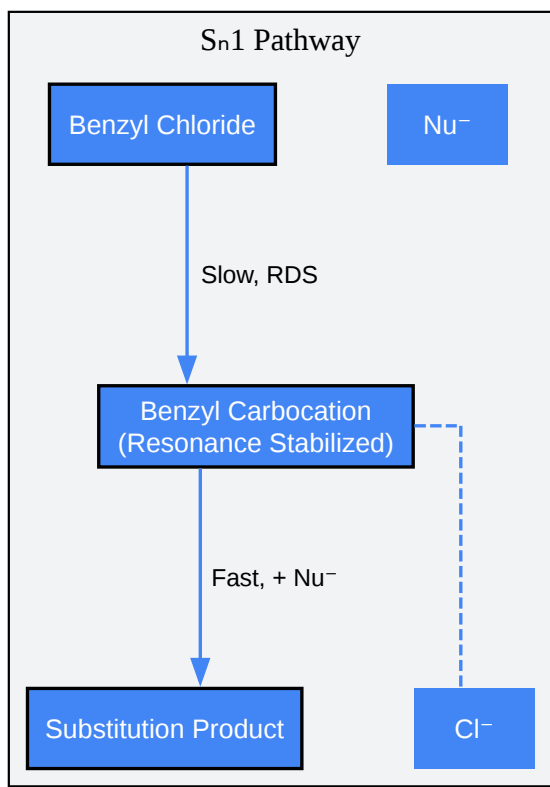 Sₙ1 Pathway
Benzyl Chloride
Nu⁻
Slow, RDS
Benzyl Carbocation
(Resonance Stabilized)
Fast, + Nu⁻
Substitution Product
Cl⁻